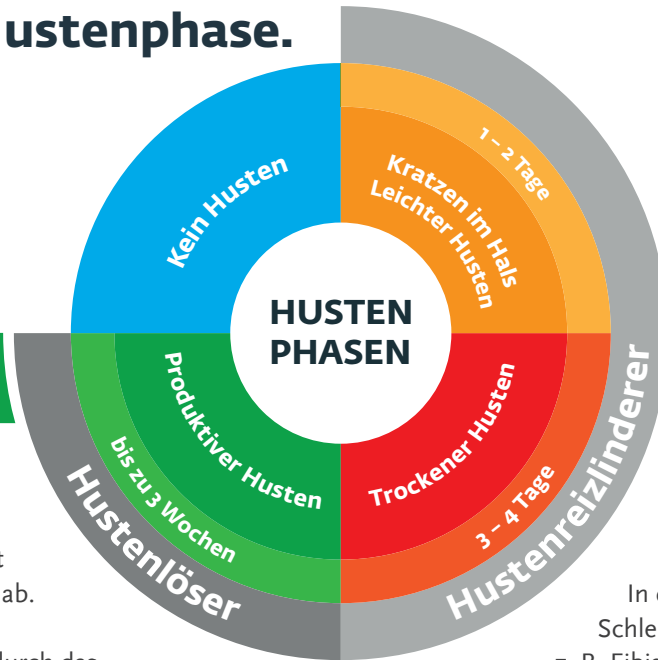 ustenphase.
1 – 2 Tage
Kratzen im Hals
Leichter Husten
Kein Husten
HUSTEN
PHASEN
Produktiver Husten
bis zu 3 Wochen
Hustenlöser
Trockener Husten
3 – 4 Tage
Hustenreizlinderer
t
ab.
In
Schle